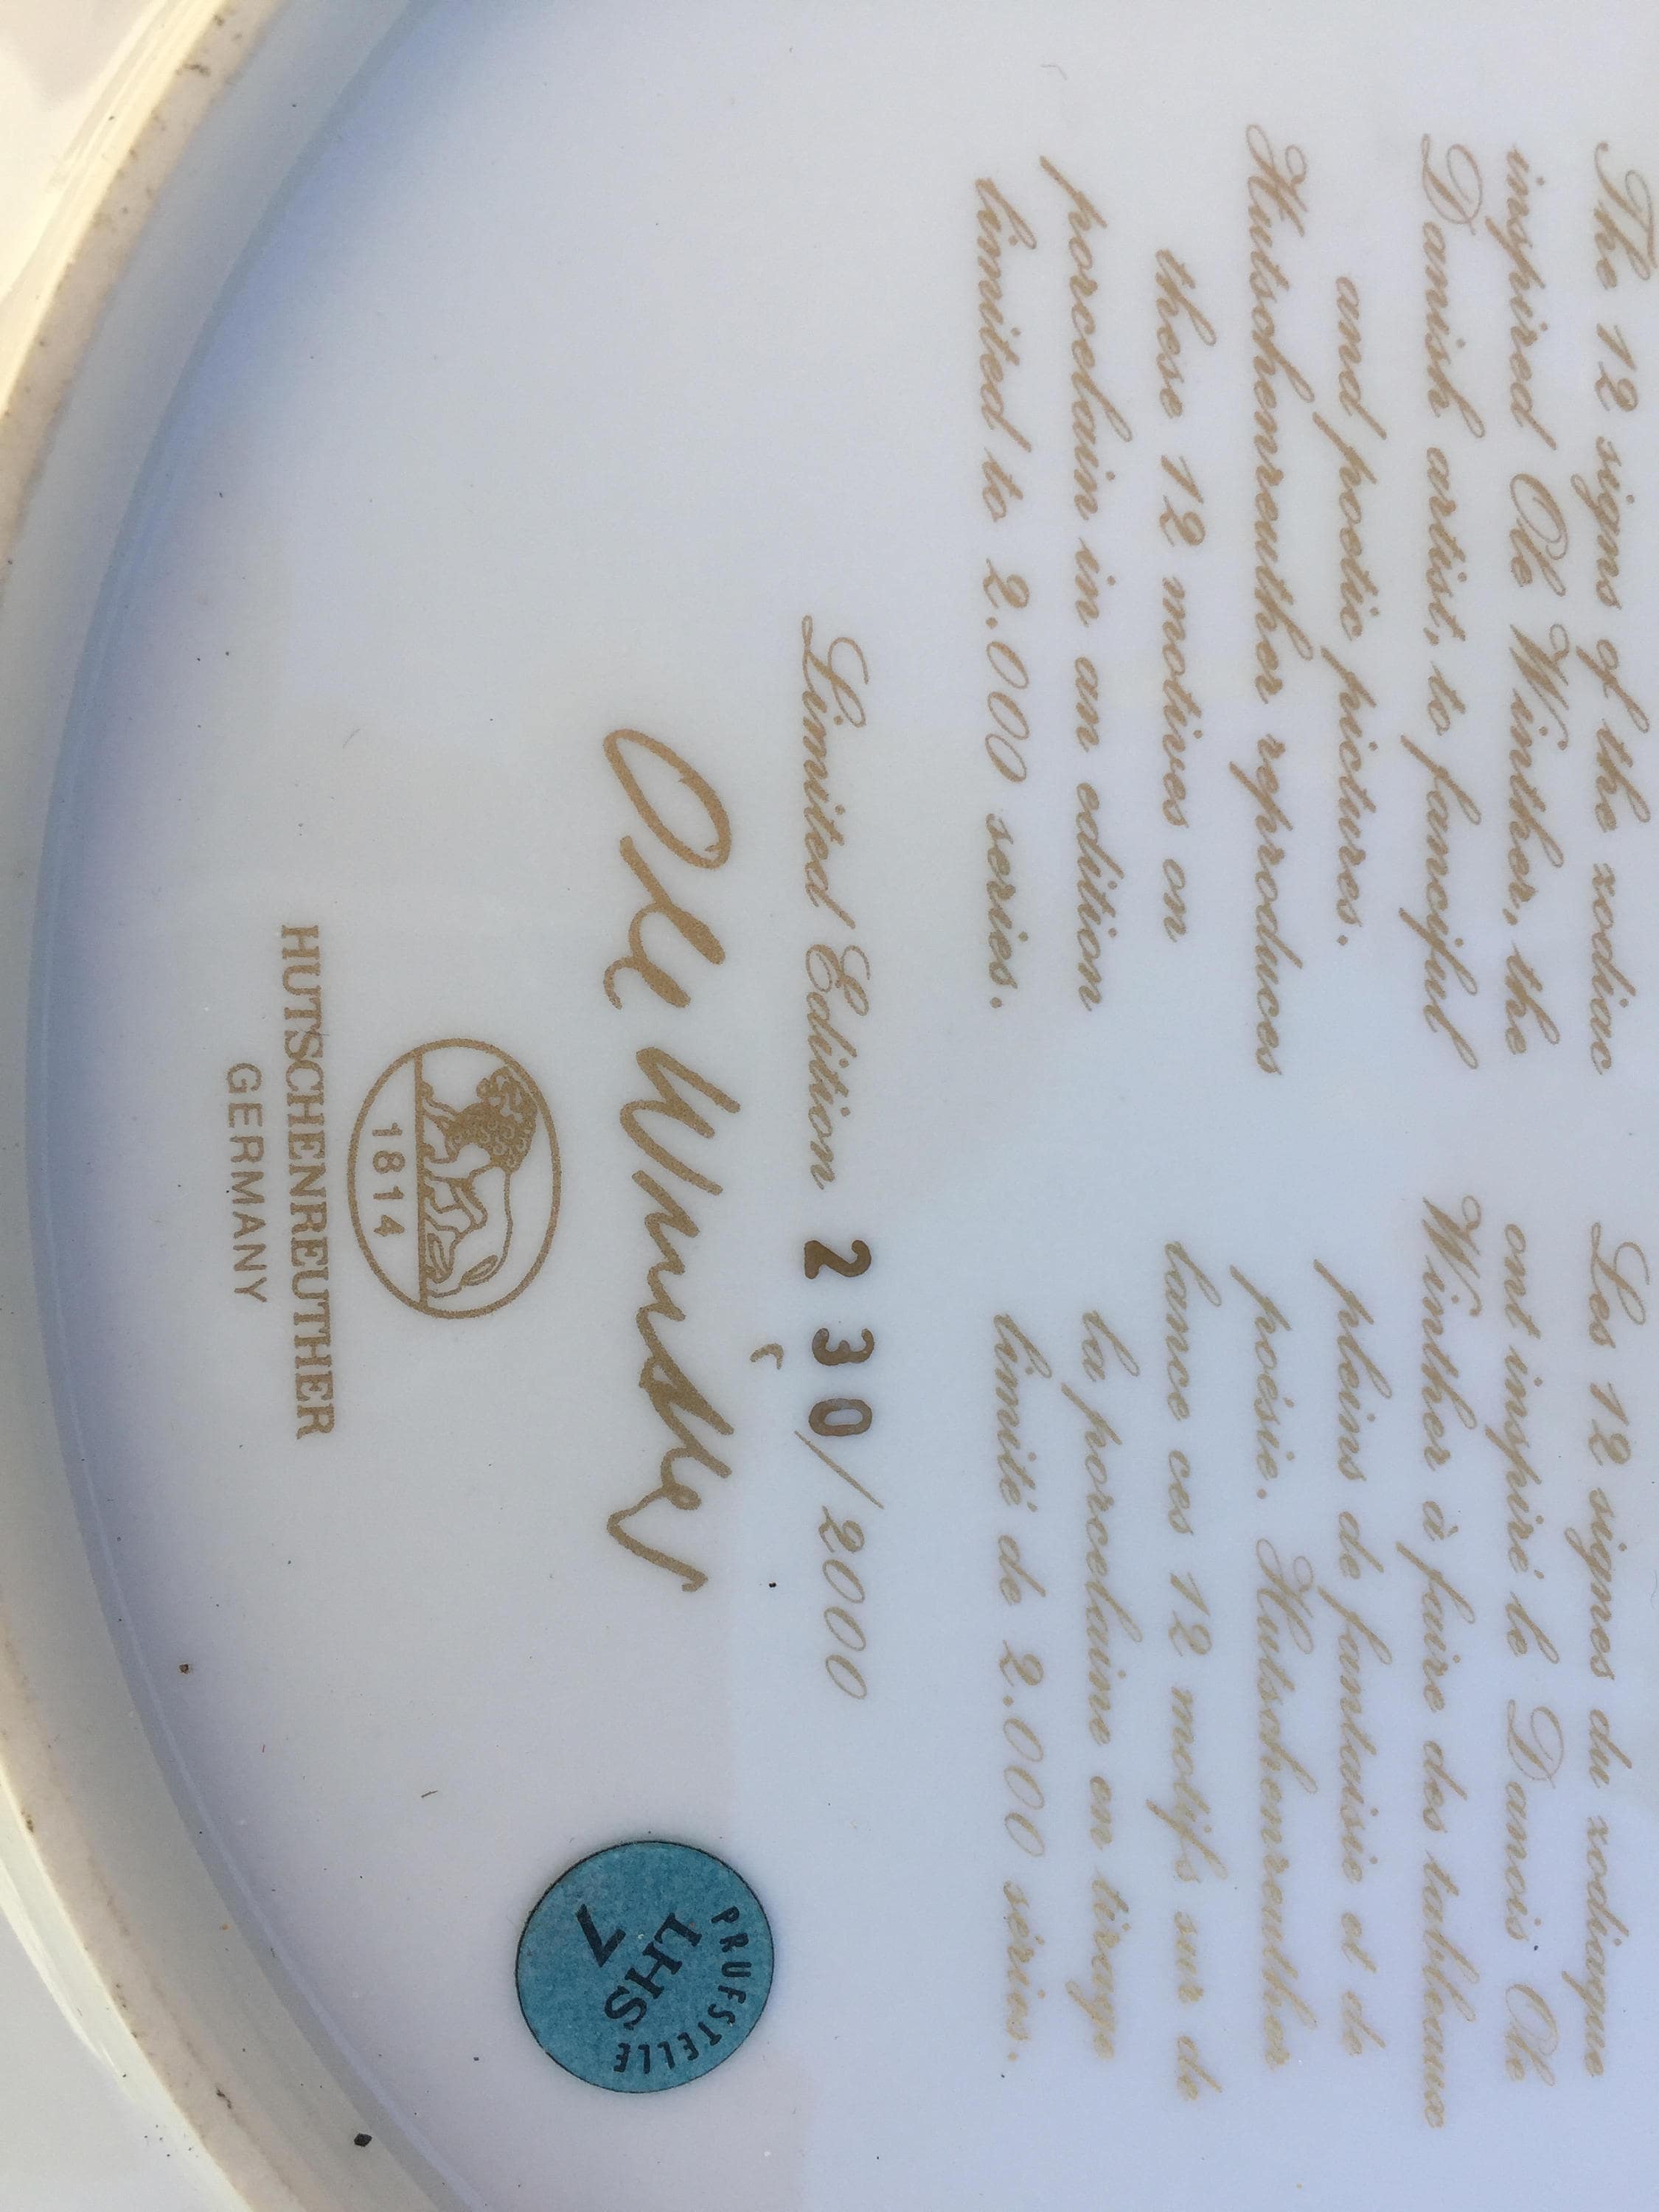 The 12 signs of the zodiac
inspired Ole Winther, the
Danish artist, to fanciful
and poetic pictures.
Hutschenreuther reproduces
these 12 motives on
porcelain in an edition
limited to 2.000 series.
Les 12 signes du zodiaque
ont inspiré le Danois Ole
Winther à faire des tableaux
pleins de fantaisie et de
poésie. Hutschenreuther
lance ces 12 motifs sur de
la porcelaine en tirage
limité de 2.000 séries.
Limited Edition 230/2000
Ole Winther
1814
HUTSCHENREUTHER
GERMANY
PRUFSTELLE
LHS
7